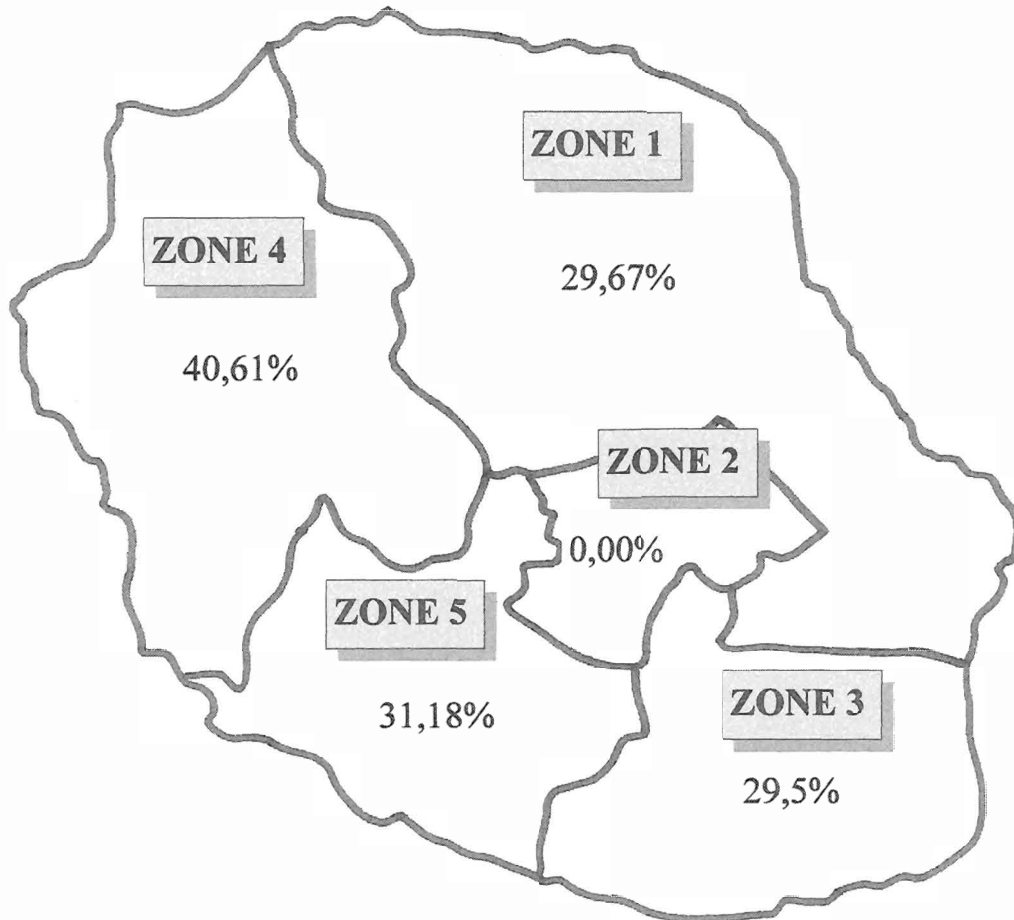 ZONE 1
29,67%
ZONE 4
40,61%
ZONE 2
0,00%
ZONE 5
31,18%
ZONE 3
29,5%